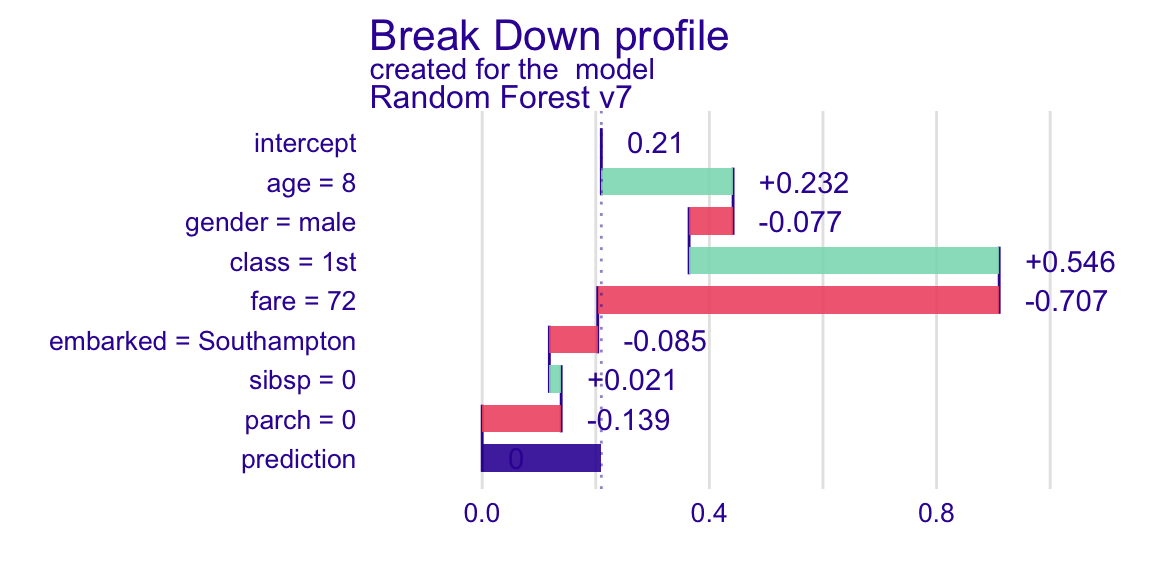 Break Down profile
created for the  model
Random Forest v7
intercept 0.21
age = 8 +0.232
gender = male -0.077
class = 1st +0.546
fare = 72 -0.707
embarked = Southampton -0.085
sibsp = 0 +0.021
parch = 0 -0.139
prediction 0
0.0 0.4 0.8